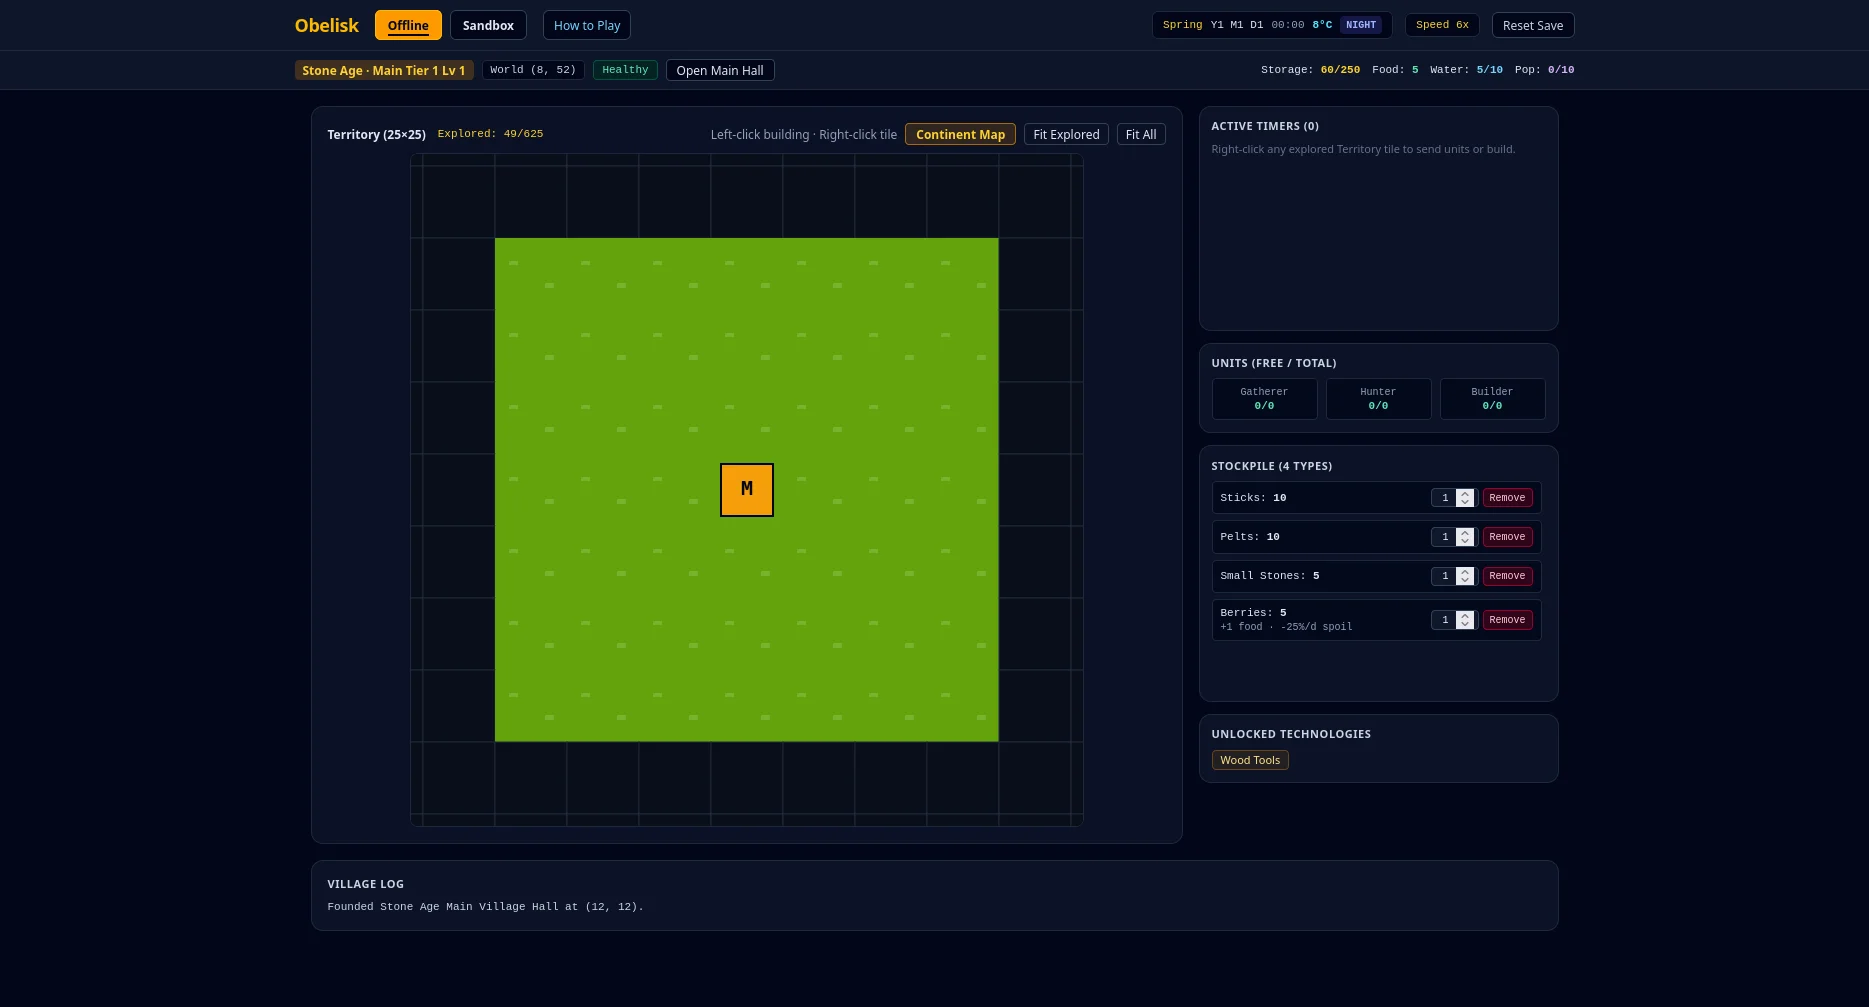 Obelisk Offline Sandbox How to Play Spring Y1 M1 D1 00:00 8°C NIGHT Speed 6x Reset Save
Stone Age · Main Tier 1 Lv 1 World (8, 52) Healthy Open Main Hall Storage: 60/250 Food: 5 Water: 5/10 Pop: 0/10
Territory (25×25) Explored: 49/625 Left-click building · Right-click tile Continent Map Fit Explored Fit All
M
ACTIVE TIMERS (0)
Right-click any explored Territory tile to send units or build.
UNITS (FREE / TOTAL)
Gatherer Hunter Builder
0/0 0/0 0/0
STOCKPILE (4 TYPES)
Sticks: 10 1 Remove
Pelts: 10 1 Remove
Small Stones: 5 1 Remove
Berries: 5 1 Remove
+1 food · -25%/d spoil
UNLOCKED TECHNOLOGIES
Wood Tools
VILLAGE LOG
Founded Stone Age Main Village Hall at (12, 12).